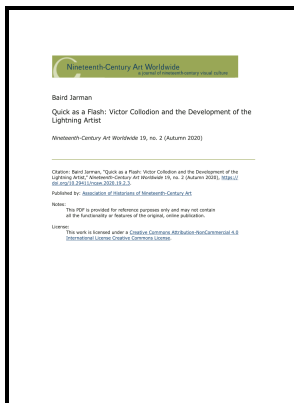 Nineteenth-Century Art Worldwide
a journal of nineteenth-century visual culture
Baird Jarman
Quick as a Flash: Victor Collodion and the Development of the
Lightning Artist
Nineteenth-Century Art Worldwide 19, no. 2 (Autumn 2020)
Citation: Baird Jarman, "Quick as a Flash: Victor Collodion and the Development of the
Lightning Artist," Nineteenth-Century Art Worldwide 19, no. 2 (Autumn 2020), https://
doi.org/10.29411/ncaw.2020.19.2.3.
Published by: Association of Historians of Nineteenth-Century Art
Notes:
This PDF is provided for reference purposes only and may not contain
all the functionality or features of the original, online publication.
License:
This work is licensed under a Creative Commons Attribution-NonCommercial 4.0
International License Creative Commons License.